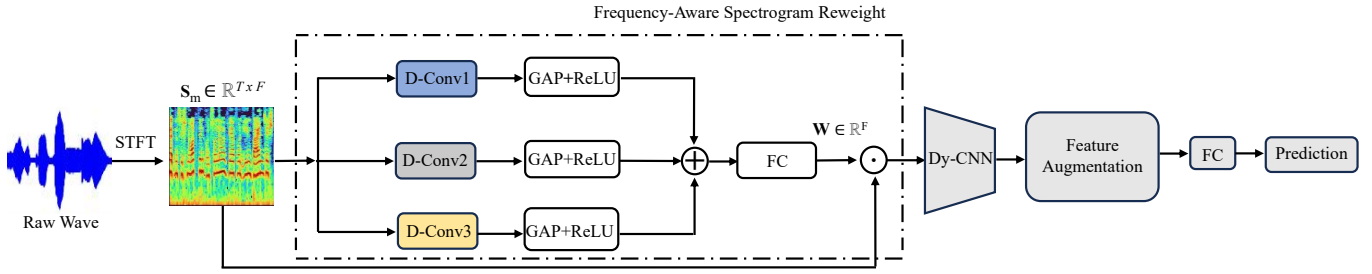 Frequency-Aware Spectrogram Reweight
Raw Wave
STFT
S_m ∈ ℝ^{T x F}
D-Conv1
GAP+ReLU
D-Conv2
GAP+ReLU
D-Conv3
GAP+ReLU
+
FC
W ∈ ℝ^F
Dy-CNN
Feature
Augmentation
FC
Prediction